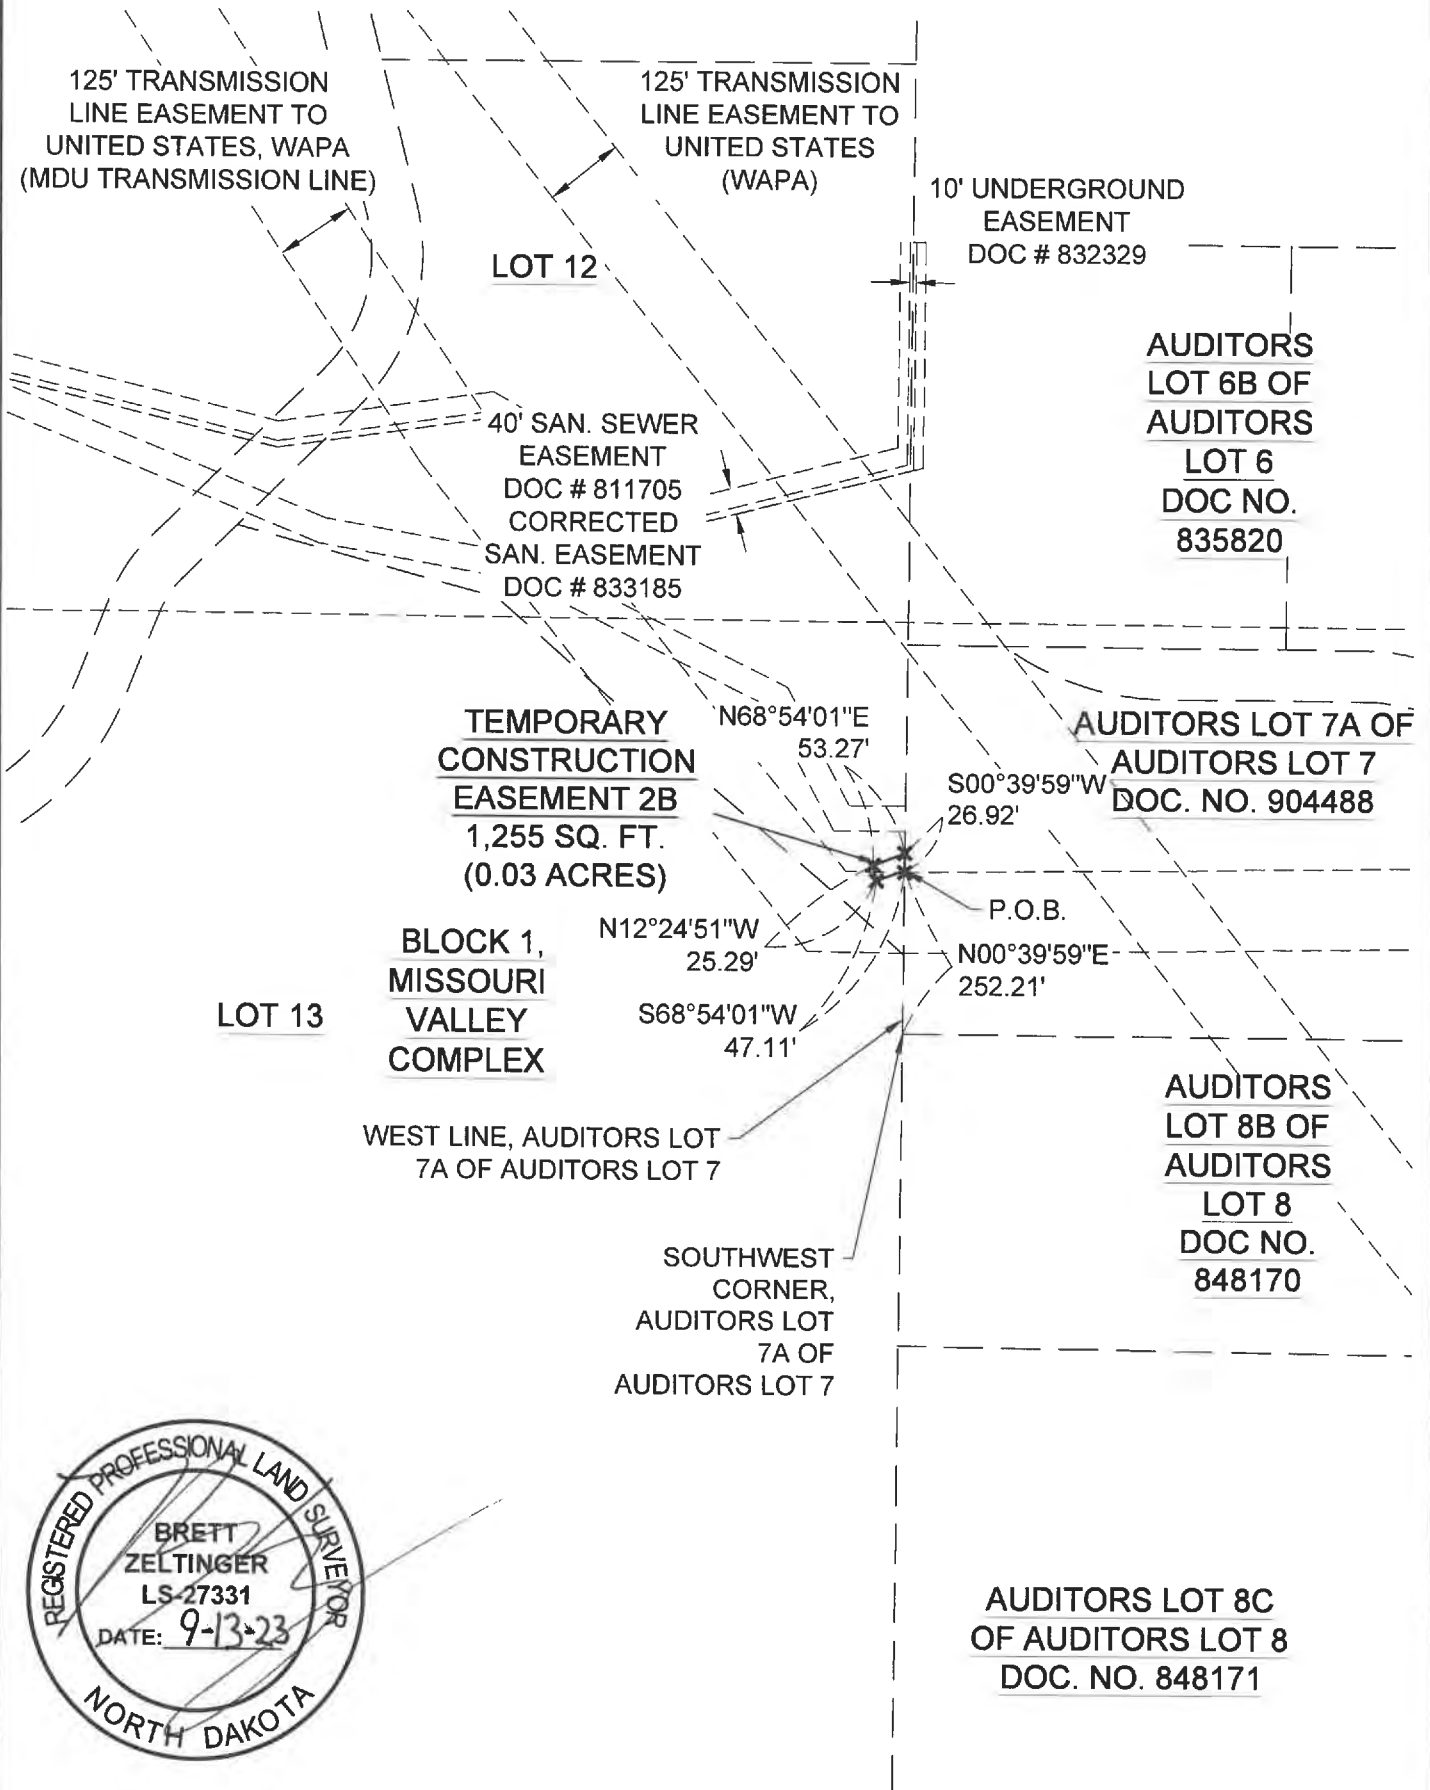 125' TRANSMISSION
LINE EASEMENT TO
UNITED STATES, WAPA
(MDU TRANSMISSION LINE)
125' TRANSMISSION
LINE EASEMENT TO
UNITED STATES
(WAPA)
10' UNDERGROUND
EASEMENT
DOC # 832329
LOT 12
AUDITORS
LOT 6B OF
AUDITORS
LOT 6
DOC NO.
835820
40' SAN. SEWER
EASEMENT
DOC # 811705
CORRECTED
SAN. EASEMENT
DOC # 833185
TEMPORARY
CONSTRUCTION
EASEMENT 2B
1,255 SQ. FT.
(0.03 ACRES)
N68°54'01"E
53.27'
S00°39'59"W
26.92'
AUDITORS LOT 7A OF
AUDITORS LOT 7
DOC. NO. 904488
P.O.B.
N12°24'51"W
25.29'
N00°39'59"E
252.21'
S68°54'01"W
47.11'
BLOCK 1,
MISSOURI
VALLEY
COMPLEX
LOT 13
WEST LINE, AUDITORS LOT
7A OF AUDITORS LOT 7
AUDITORS
LOT 8B OF
AUDITORS
LOT 8
DOC NO.
848170
SOUTHWEST
CORNER,
AUDITORS LOT
7A OF
AUDITORS LOT 7
REGISTERED PROFESSIONAL LAND SURVEYOR
BRETT
ZELTINGER
LS-27331
DATE: 9-13-23
NORTH DAKOTA
AUDITORS LOT 8C
OF AUDITORS LOT 8
DOC. NO. 848171